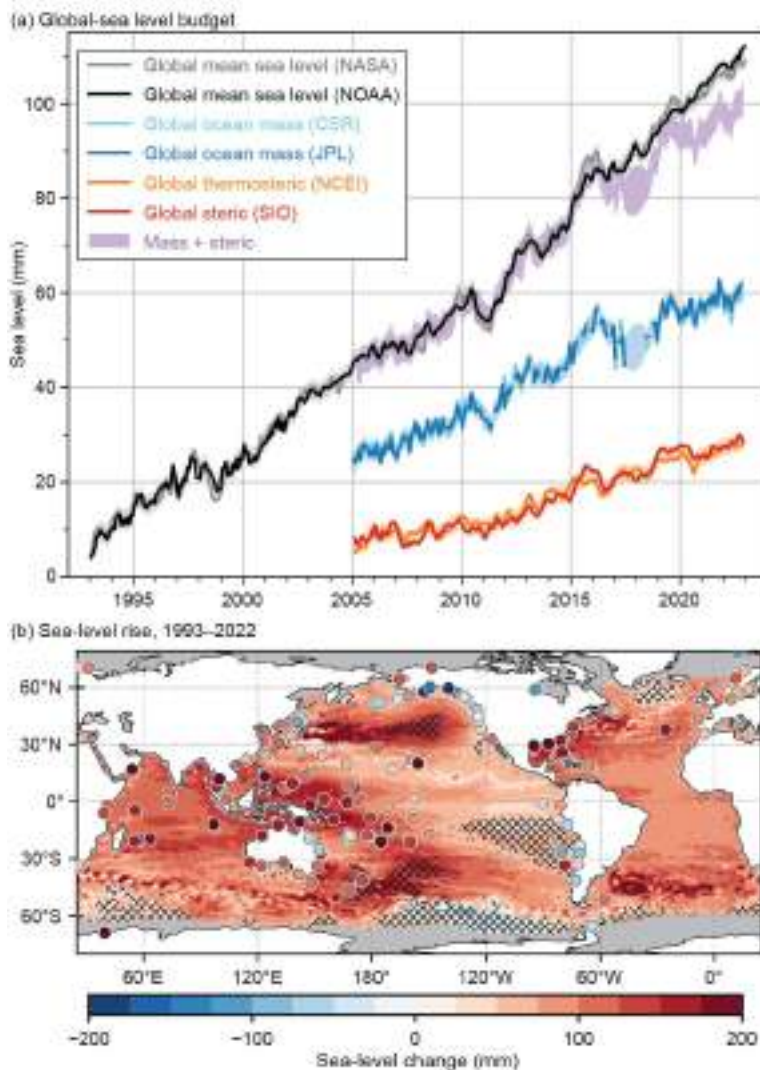 (a) Global-sea level budget
Global mean sea level (NASA)
Global mean sea level (NOAA)
Global ocean mass (CSR)
Global ocean mass (JPL)
Global thermosteric (NCEI)
Global steric (SIO)
Mass + steric
Sea level (mm)
100
80
60
40
20
0
1995 2000 2005 2010 2015 2020
(b) Sea-level rise, 1993–2022
60°N
30°N
0°
30°S
60°S
60°E 120°E 180° 120°W 60°W 0°
−200 −100 0 100 200
Sea-level change (mm)